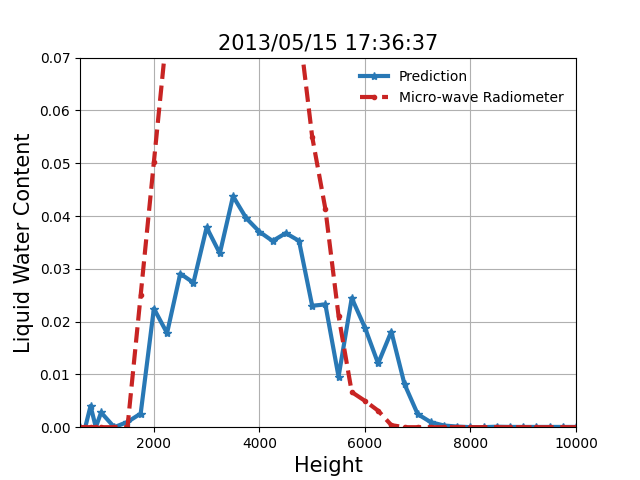 2013/05/15 17:36:37
Prediction
Micro-wave Radiometer
Liquid Water Content
0.07
0.06
0.05
0.04
0.03
0.02
0.01
0.00
2000 4000 6000 8000 10000
Height